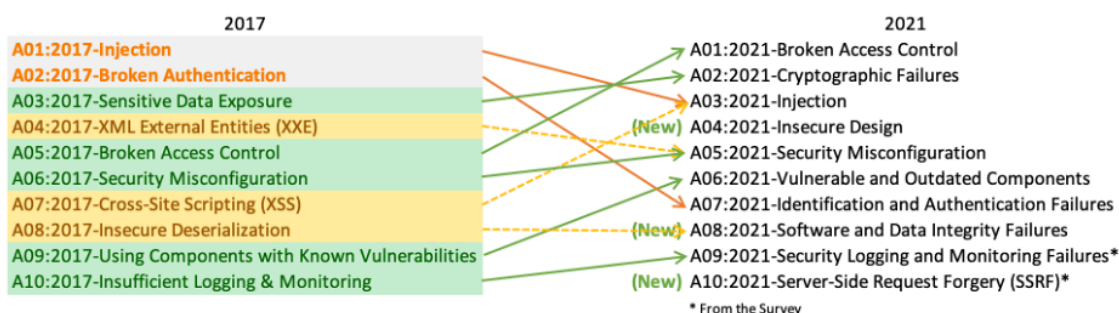 2017
A01:2017-Injection
A02:2017-Broken Authentication
A03:2017-Sensitive Data Exposure
A04:2017-XML External Entities (XXE)
A05:2017-Broken Access Control
A06:2017-Security Misconfiguration
A07:2017-Cross-Site Scripting (XSS)
A08:2017-Insecure Deserialization
A09:2017-Using Components with Known Vulnerabilities
A10:2017-Insufficient Logging & Monitoring
2021
A01:2021-Broken Access Control
A02:2021-Cryptographic Failures
A03:2021-Injection
(New) A04:2021-Insecure Design
A05:2021-Security Misconfiguration
A06:2021-Vulnerable and Outdated Components
A07:2021-Identification and Authentication Failures
(New) A08:2021-Software and Data Integrity Failures
A09:2021-Security Logging and Monitoring Failures*
(New) A10:2021-Server-Side Request Forgery (SSRF)*
* From the Survey